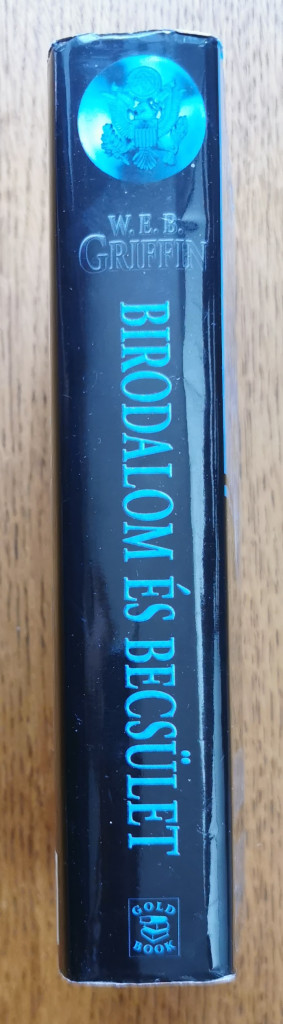 W. E. B.
GRIFFIN
BIRODALOM ÉS BECSÜLET
GOLD
BOOK